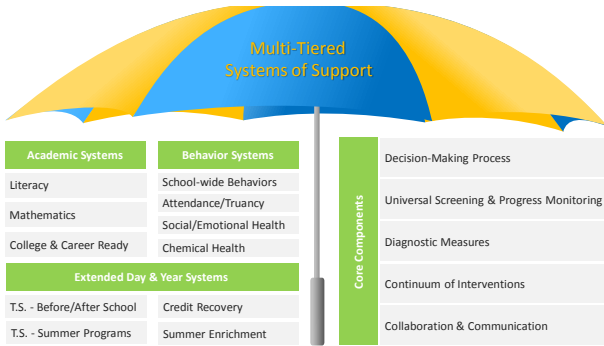 Multi-Tiered
Systems of Support
Academic Systems
Literacy
Mathematics
College & Career Ready
Behavior Systems
School-wide Behaviors
Attendance/Truancy
Social/Emotional Health
Chemical Health
Extended Day & Year Systems
T.S. - Before/After School
Credit Recovery
T.S. - Summer Programs
Summer Enrichment
Core Components
Decision-Making Process
Universal Screening & Progress Monitoring
Diagnostic Measures
Continuum of Interventions
Collaboration & Communication